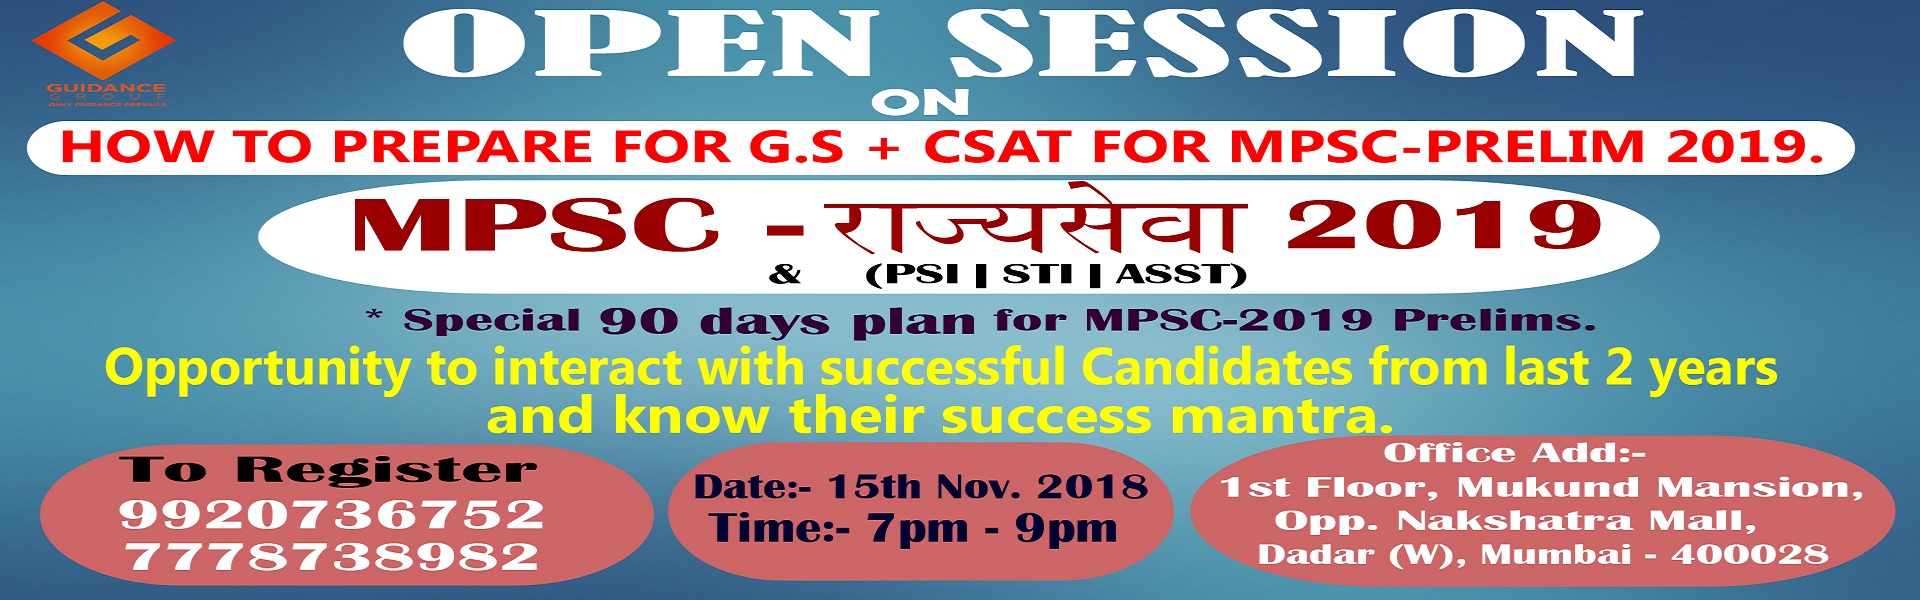 GUIDANCE
GROUP
ONLY GUIDANCE PREVAILS
OPEN SESSION
ON
HOW TO PREPARE FOR G.S + CSAT FOR MPSC-PRELIM 2019.
MPSC - राज्यसेवा 2019
& (PSI | STI | ASST)
* Special 90 days plan for MPSC-2019 Prelims.
Opportunity to interact with successful Candidates from last 2 years
and know their success mantra.
To Register
9920736752
7778738982
Date:- 15th Nov. 2018
Time:- 7pm - 9pm
Office Add:-
1st Floor, Mukund Mansion,
Opp. Nakshatra Mall,
Dadar (W), Mumbai - 400028